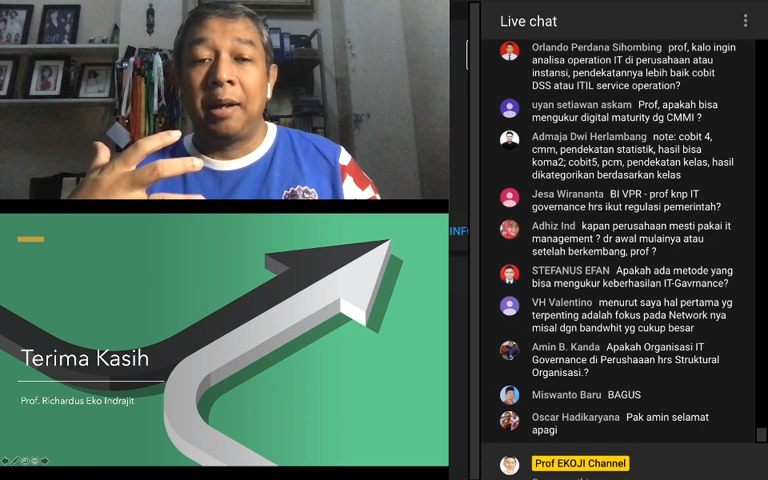 Live chat
Orlando Perdana Sihombing prof, kalo ingin
analisa operation IT di perusahaan atau
instansi, pendekatannya lebih baik cobit
DSS atau ITIL service operation?
uyan setiawan askam Prof, apakah bisa
mengukur digital maturity dg CMMI ?
Admaja Dwi Herlambang note: cobit 4,
cmm, pendekatan statistik, hasil bisa
koma2; cobit5, pcm, pendekatan kelas, hasil
dikategorikan berdasarkan kelas
Jesa Wirananta BI VPR - prof knp IT
governance hrs ikut regulasi pemerintah?
Adhiz Ind kapan perusahaan mesti pakai it
management ? dr awal mulainya atau
setelah berkembang, prof ?
STEFANUS EFAN Apakah ada metode yang
bisa mengukur keberhasilan IT-Gavrnance?
VH Valentino menurut saya hal pertama yg
terpenting adalah fokus pada Network nya
misal dgn bandwhit yg cukup besar
Amin B. Kanda Apakah Organisasi IT
Governance di Perushaaan hrs Struktural
Organisasi.?
Miswanto Baru BAGUS
Oscar Hadikaryana Pak amin selamat
apagi
Prof EKOJI Channel
INF
Terima Kasih
Prof. Richardus Eko Indrajit